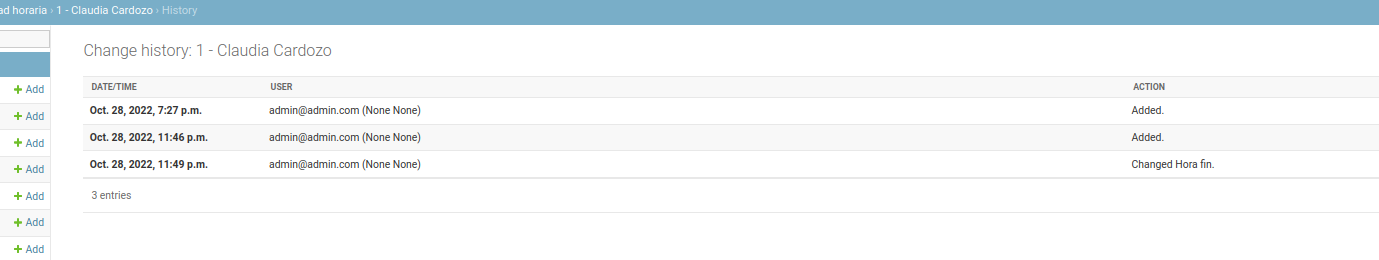 ad horaria › 1 - Claudia Cardozo › History
Change history: 1 - Claudia Cardozo
DATE/TIME USER ACTION
Add
Oct. 28, 2022, 7:27 p.m. admin@admin.com (None None) Added.
Add
Oct. 28, 2022, 11:46 p.m. admin@admin.com (None None) Added.
Add
Oct. 28, 2022, 11:49 p.m. admin@admin.com (None None) Changed Hora fin.
Add
3 entries
Add
Add
Add